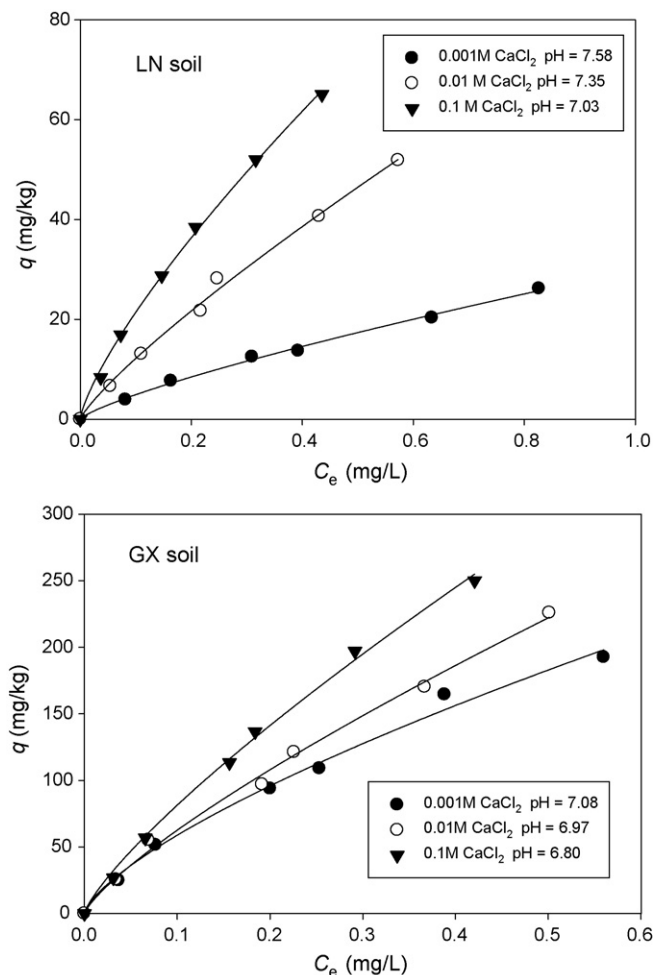 80
LN soil
0.001M CaCl₂ pH = 7.58
0.01 M CaCl₂ pH = 7.35
0.1 M CaCl₂ pH = 7.03
60
40
20
0
q (mg/kg)
0.0 0.2 0.4 0.6 0.8 1.0
Cₑ (mg/L)
300
GX soil
250
200
150
100
50
0
q (mg/kg)
0.001M CaCl₂ pH = 7.08
0.01M CaCl₂ pH = 6.97
0.1M CaCl₂ pH = 6.80
0.0 0.1 0.2 0.3 0.4 0.5 0.6
Cₑ (mg/L)